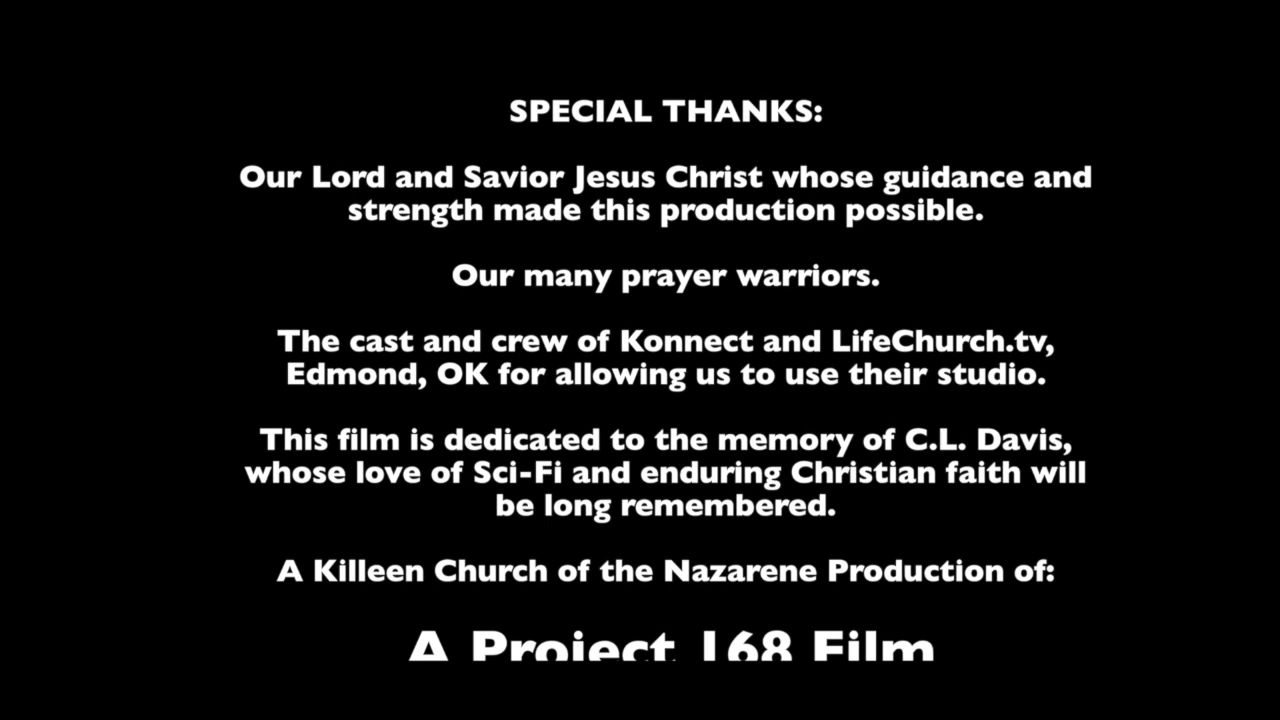 SPECIAL THANKS:
Our Lord and Savior Jesus Christ whose guidance and
strength made this production possible.
Our many prayer warriors.
The cast and crew of Konnect and LifeChurch.tv,
Edmond, OK for allowing us to use their studio.
This film is dedicated to the memory of C.L. Davis,
whose love of Sci-Fi and enduring Christian faith will
be long remembered.
A Killeen Church of the Nazarene Production of:
A Project 168 Film